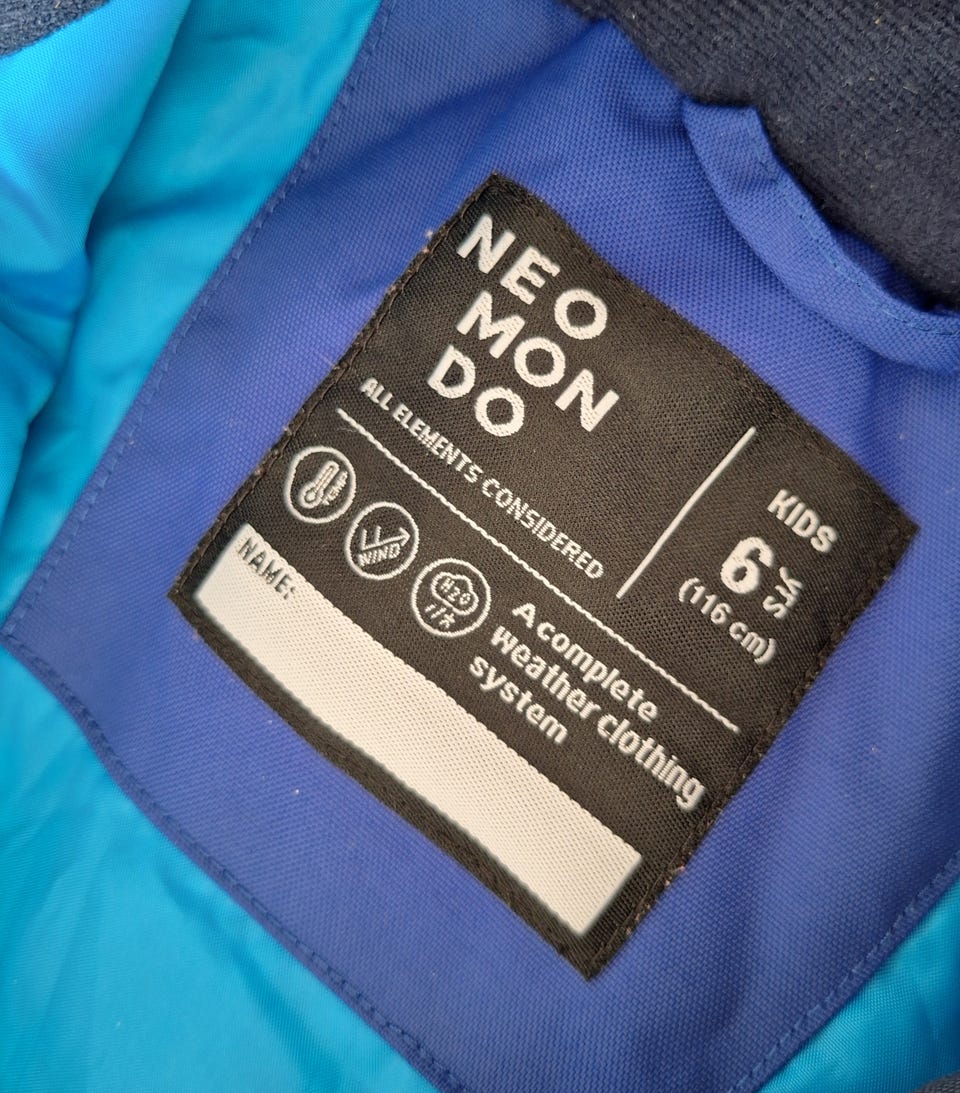 NEO
MON
DO
ALL ELEMENTS CONSIDERED
KIDS
6 yrs
(116 cm)
WIND
H2O
A complete
weather clothing
system
NAME: